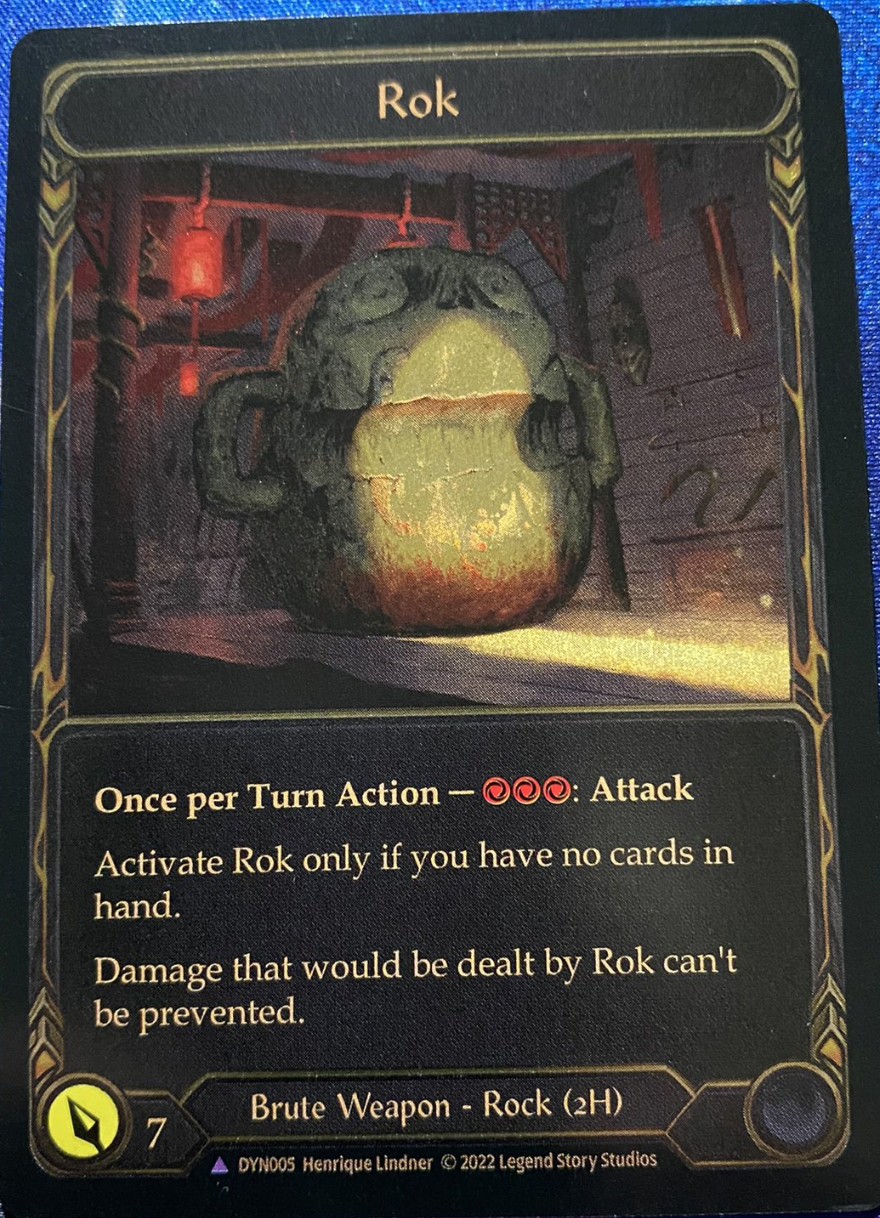 Rok
Once per Turn Action — : Attack
Activate Rok only if you have no cards in
hand.
Damage that would be dealt by Rok can't
be prevented.
7
Brute Weapon - Rock (2H)
DYN005 Henrique Lindner © 2022 Legend Story Studios